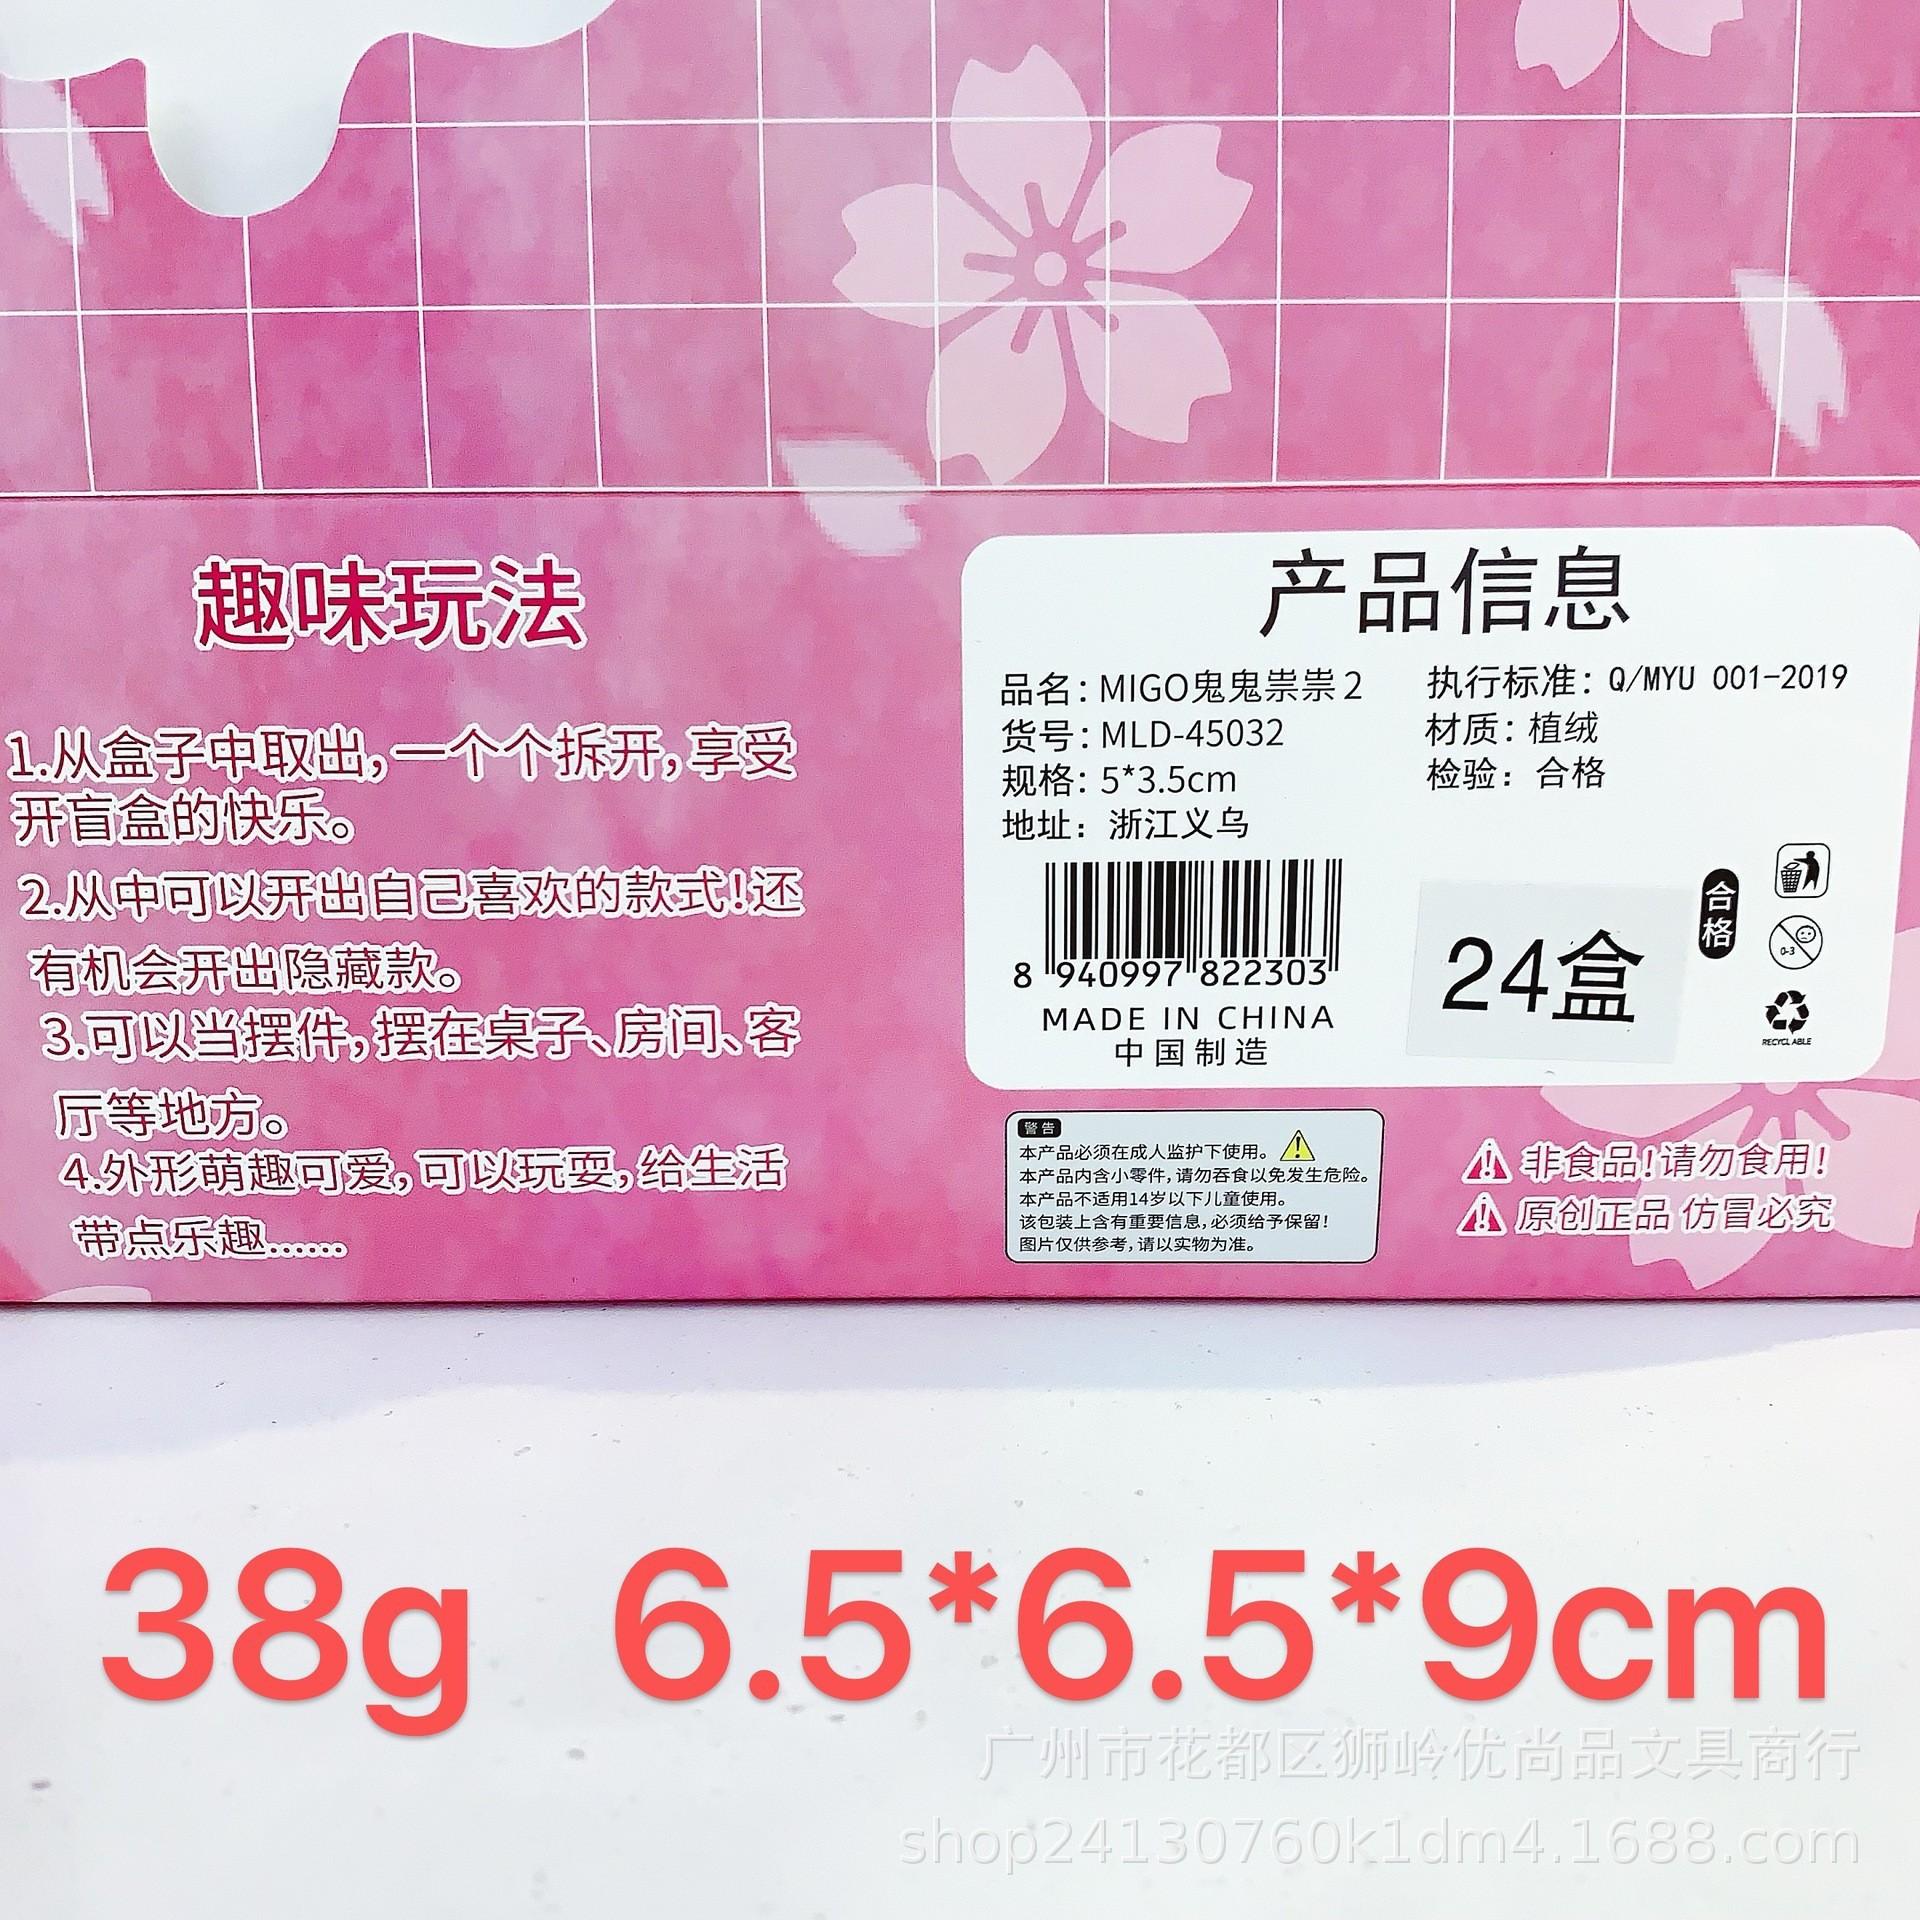 趣味玩法
1.从盒子中取出，一个个拆开，享受
开盲盒的快乐。
2.从中可以开出自己喜欢的款式！还
有机会开出隐藏款。
3.可以当摆件，摆在桌子、房间、客
厅等地方。
4.外形萌趣可爱，可以玩耍，给生活
带点乐趣......
产品信息
品名：MIGO鬼鬼祟祟2
货号：MLD-45032
规格：5*3.5cm
地址：浙江义乌
执行标准：Q/MYU 001-2019
材质：植绒
检验：合格
8 940997 822303
MADE IN CHINA
中国制造
24盒
合格
0-3
RECYCLABLE
警告
本产品必须在成人监护下使用。
本产品内含小零件，请勿吞食以免发生危险。
本产品不适用14岁以下儿童使用。
该包装上含有重要信息，必须给予保留！
图片仅供参考，请以实物为准。
非食品！请勿食用！
原创正品 仿冒必究
38g 6.5*6.5*9cm
广州市花都区狮岭优尚品文具商行
shop24130760k1dm4.1688.com